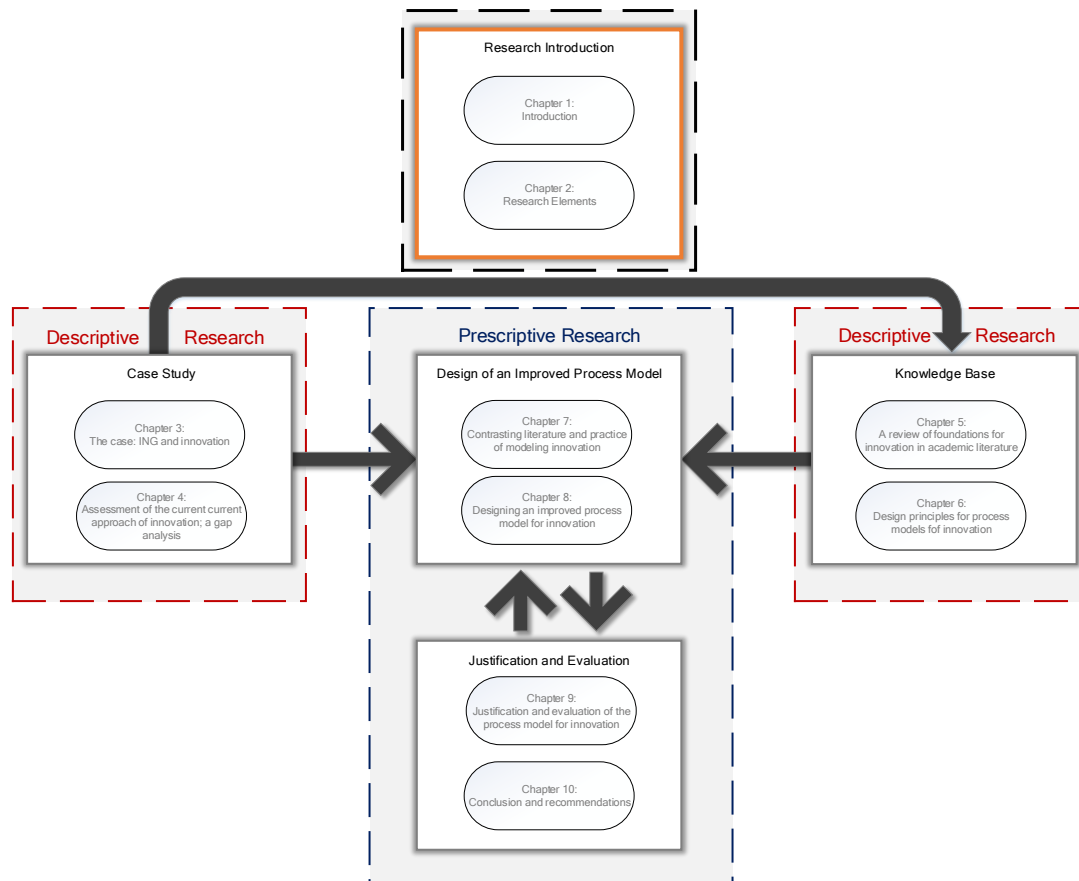 Research Introduction
Chapter 1:
Introduction
Chapter 2:
Research Elements
Descriptive Research
Case Study
Chapter 3:
The case: ING and innovation
Chapter 4:
Assessment of the current current
approach of innovation; a gap
analysis
Prescriptive Research
Design of an Improved Process Model
Chapter 7:
Contrasting literature and practice
of modeling innovation
Chapter 8:
Designing an improved process
model for innovation
Descriptive Research
Knowledge Base
Chapter 5:
A review of foundations for
innovation in academic literature
Chapter 6:
Design principles for process
models fof innovation
Justification and Evaluation
Chapter 9:
Justification and evaluation of the
process model for innovation
Chapter 10:
Conclusion and recommendations